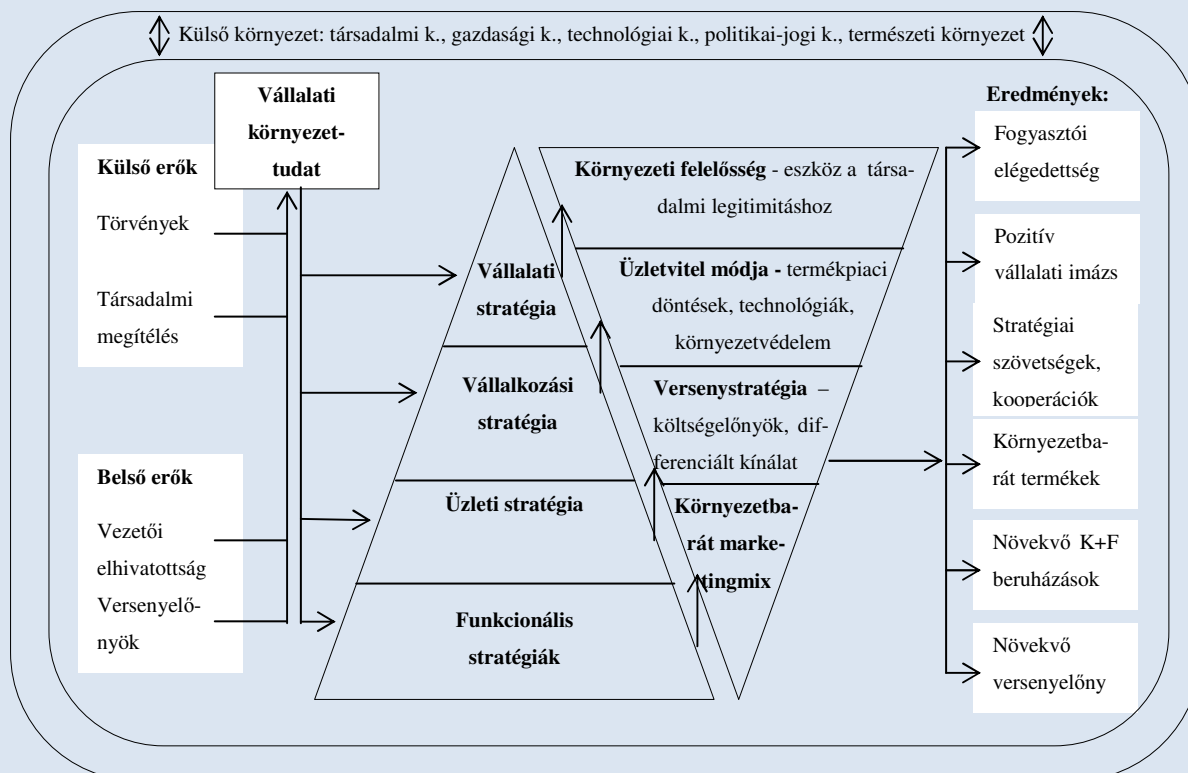 Külső környezet: társadalmi k., gazdasági k., technológiai k., politikai-jogi k., természeti környezet
Vállalati
környezet-
tudat
Külső erők
Törvények
Társadalmi
megítélés
Belső erők
Vezetői
elhivatottság
Versenyelő-
nyök
Vállalati
stratégia
Vállalkozási
stratégia
Üzleti stratégia
Funkcionális
stratégiák
Környezeti felelősség - eszköz a társa-
dalmi legitimitáshoz
Üzletvitel módja - termékpiaci
döntések, technológiák,
környezetvédelem
Versenystratégia –
költségelőnyök, dif-
ferenciált kínálat
Környezetba-
rát marke-
tingmix
Eredmények:
Fogyasztói
elégedettség
Pozitív
vállalati imázs
Stratégiai
szövetségek,
kooperációk
Környezetba-
rát termékek
Növekvő K+F
beruházások
Növekvő
versenyelőny